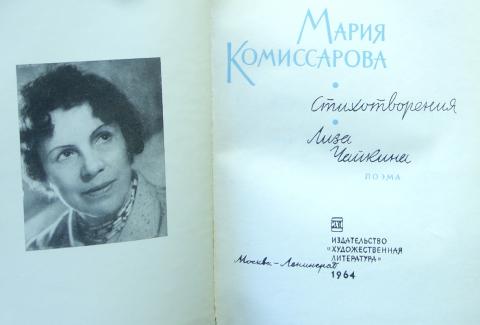 Мария
Комиссарова
Стихотворения
Лиза
Чайкина
ПОЭМА
ИЗДАТЕЛЬСТВО
"ХУДОЖЕСТВЕННАЯ
ЛИТЕРАТУРА"
Москва–Ленинград
1964